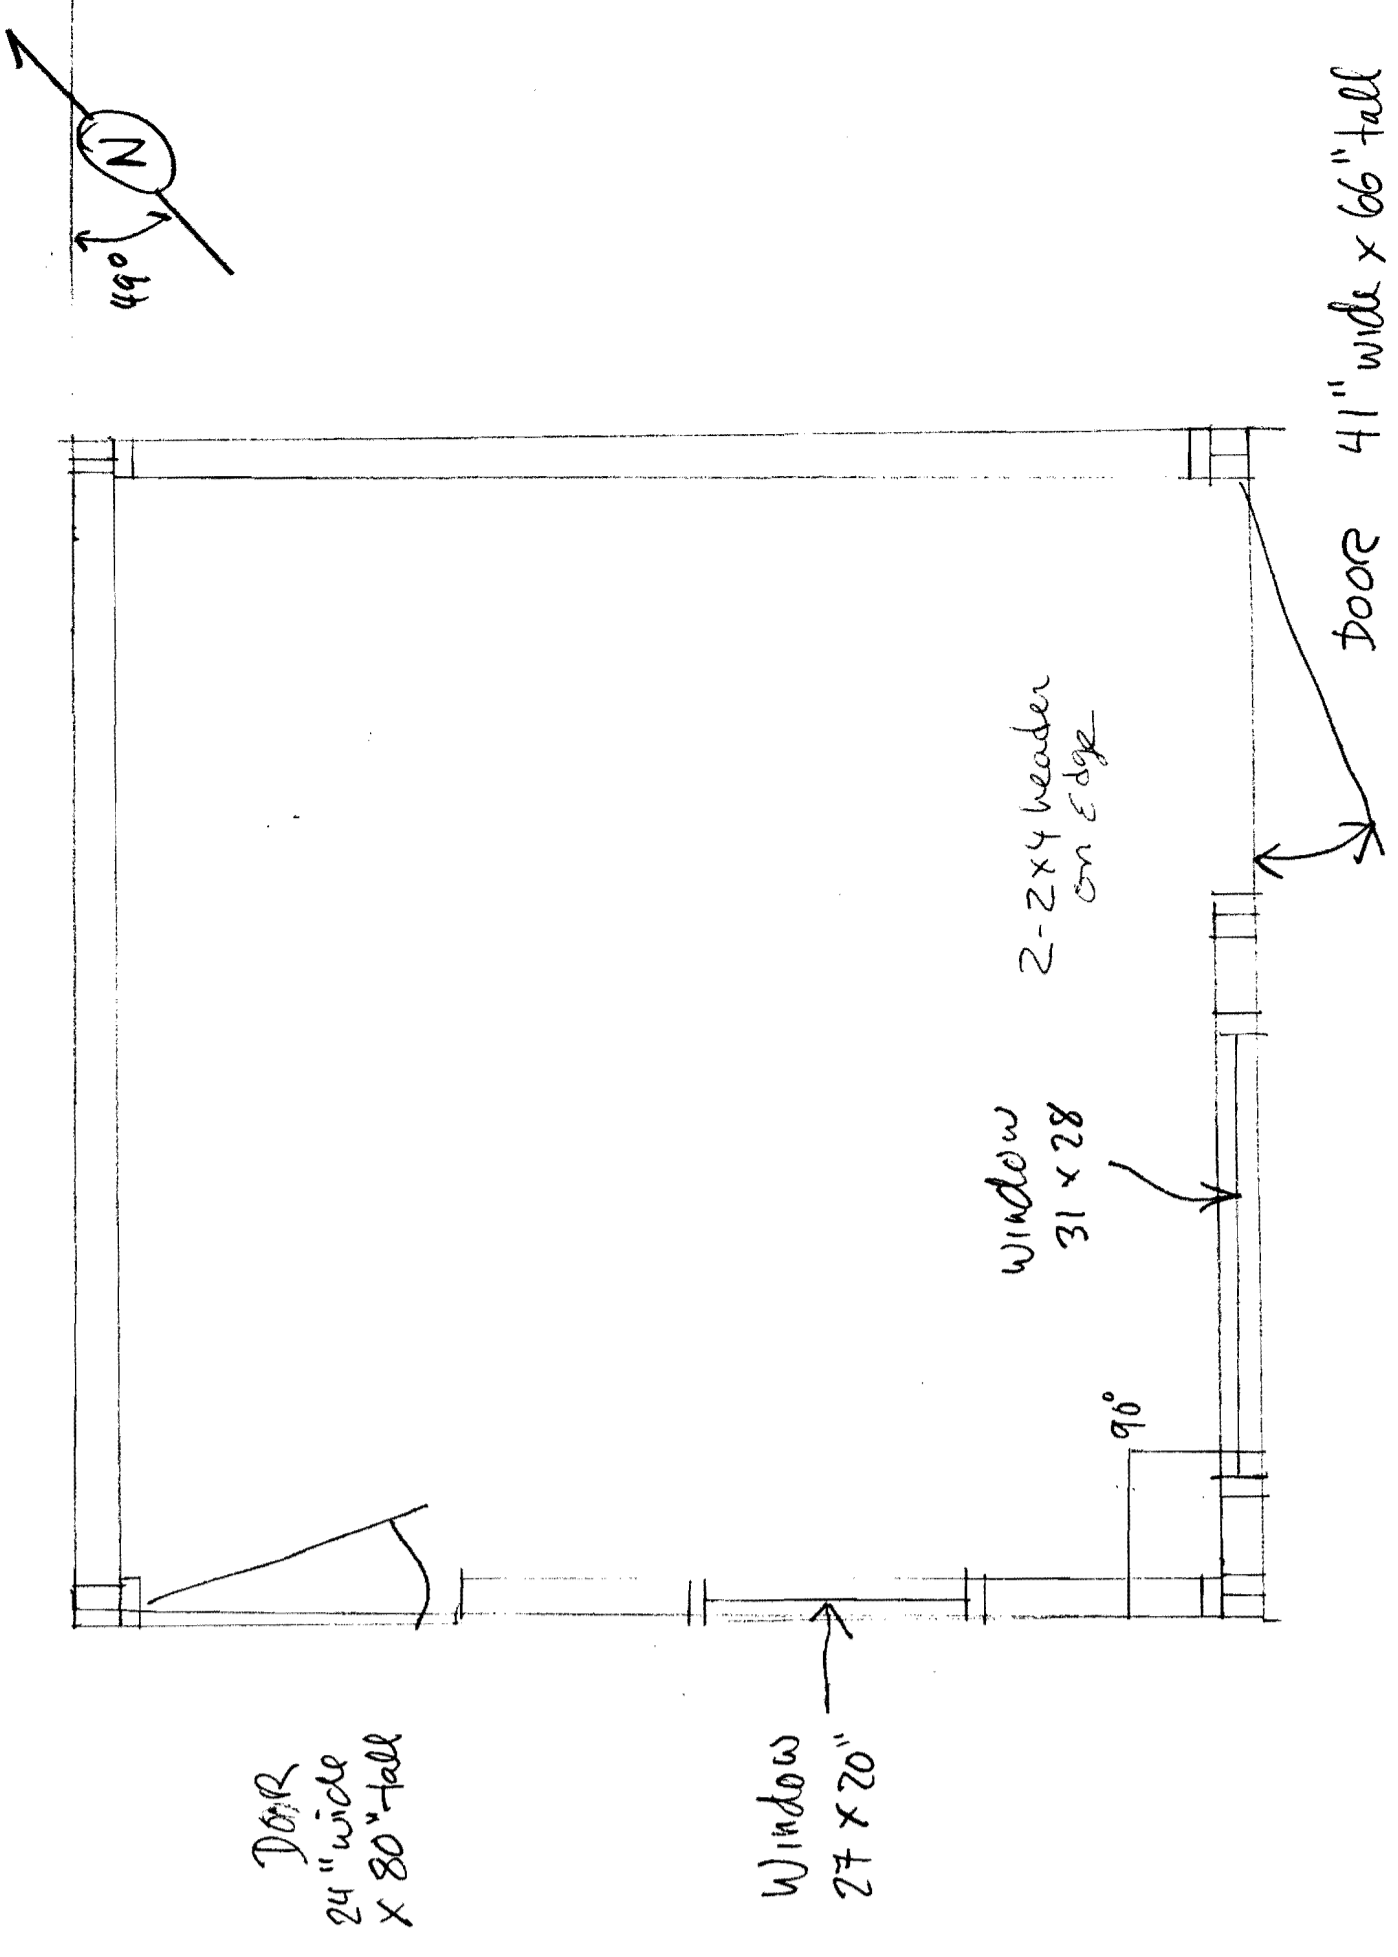 N
49°
DOOR
24" wide
x 80" tall
Window
27 x 20"
Window
31 x 28
90°
2-2x4 header
on Edge
DOOR 41" wide x 66" tall